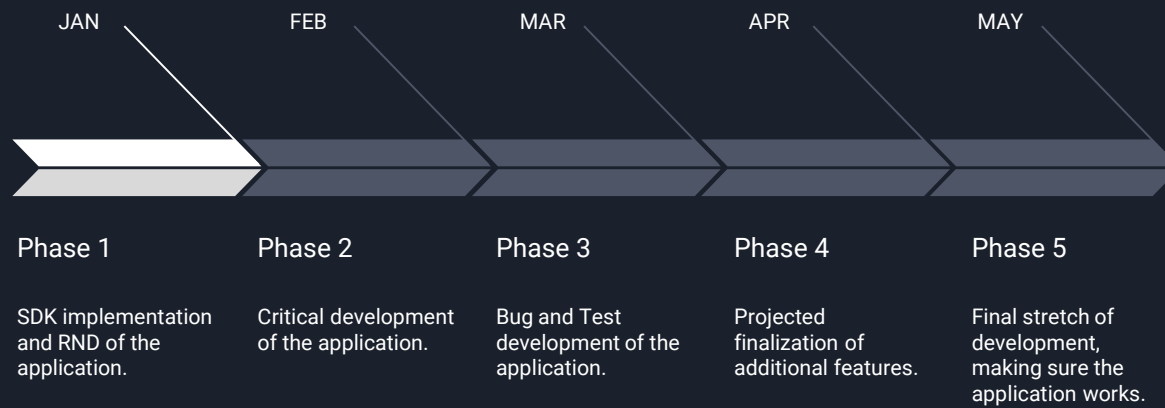 JAN
FEB
MAR
APR
MAY
Phase 1
Phase 2
Phase 3
Phase 4
Phase 5
SDK implementation
and RND of the
application.
Critical development
of the application.
Bug and Test
development of the
application.
Projected
finalization of
additional features.
Final stretch of
development,
making sure the
application works.